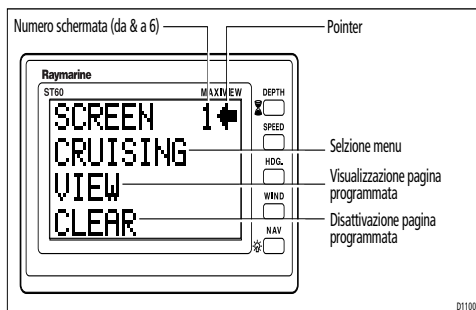 Numero schermata (da & a 6)
Pointer
Raymarine
ST60
MAXIVIEW
DEPTH
SCREEN 1
SPEED
CRUISING
Selzione menu
HDG.
VIEW
Visualizzazione pagina
programmata
WIND
CLEAR
Disattivazione pagina
programmata
NAV
D1100